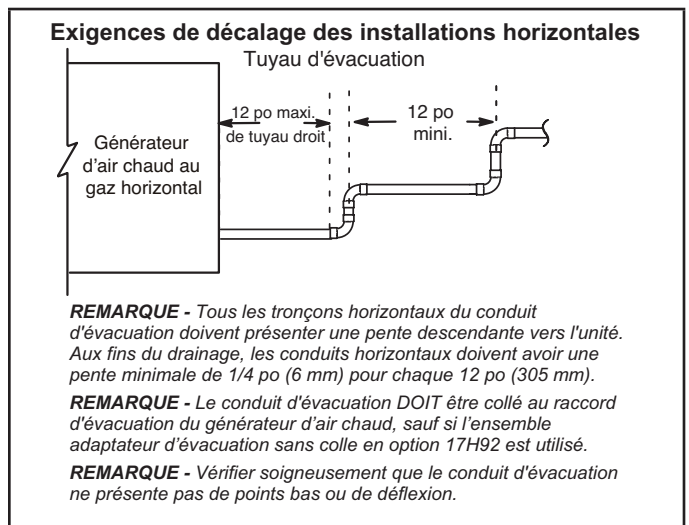 Exigences de décalage des installations horizontales
Tuyau d'évacuation
12 po maxi.
de tuyau droit
12 po
mini.
Générateur
d'air chaud au
gaz horizontal
REMARQUE - Tous les tronçons horizontaux du conduit
d'évacuation doivent présenter une pente descendante vers l'unité.
Aux fins du drainage, les conduits horizontaux doivent avoir une
pente minimale de 1/4 po (6 mm) pour chaque 12 po (305 mm).
REMARQUE - Le conduit d'évacuation DOIT être collé au raccord
d'évacuation du générateur d'air chaud, sauf si l’ensemble
adaptateur d’évacuation sans colle en option 17H92 est utilisé.
REMARQUE - Vérifier soigneusement que le conduit d'évacuation
ne présente pas de points bas ou de déflexion.